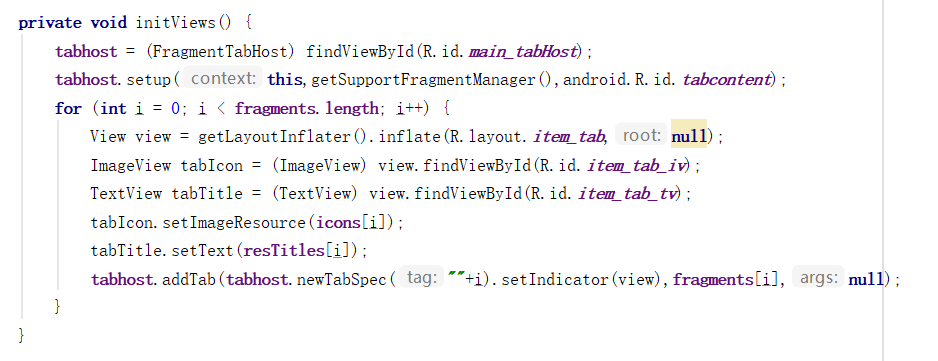 private void initViews() {
    tabhost = (FragmentTabHost) findViewById(R.id.main_tabHost);
    tabhost.setup( context: this,getSupportFragmentManager(),android.R.id.tabcontent);
    for (int i = 0; i < fragments.length; i++) {
        View view = getLayoutInflater().inflate(R.layout.item_tab, root: null);
        ImageView tabIcon = (ImageView) view.findViewById(R.id.item_tab_iv);
        TextView tabTitle = (TextView) view.findViewById(R.id.item_tab_tv);
        tabIcon.setImageResource(icons[i]);
        tabTitle.setText(resTitles[i]);
        tabhost.addTab(tabhost.newTabSpec( tag: ""+i).setIndicator(view),fragments[i], args: null);
    }
}